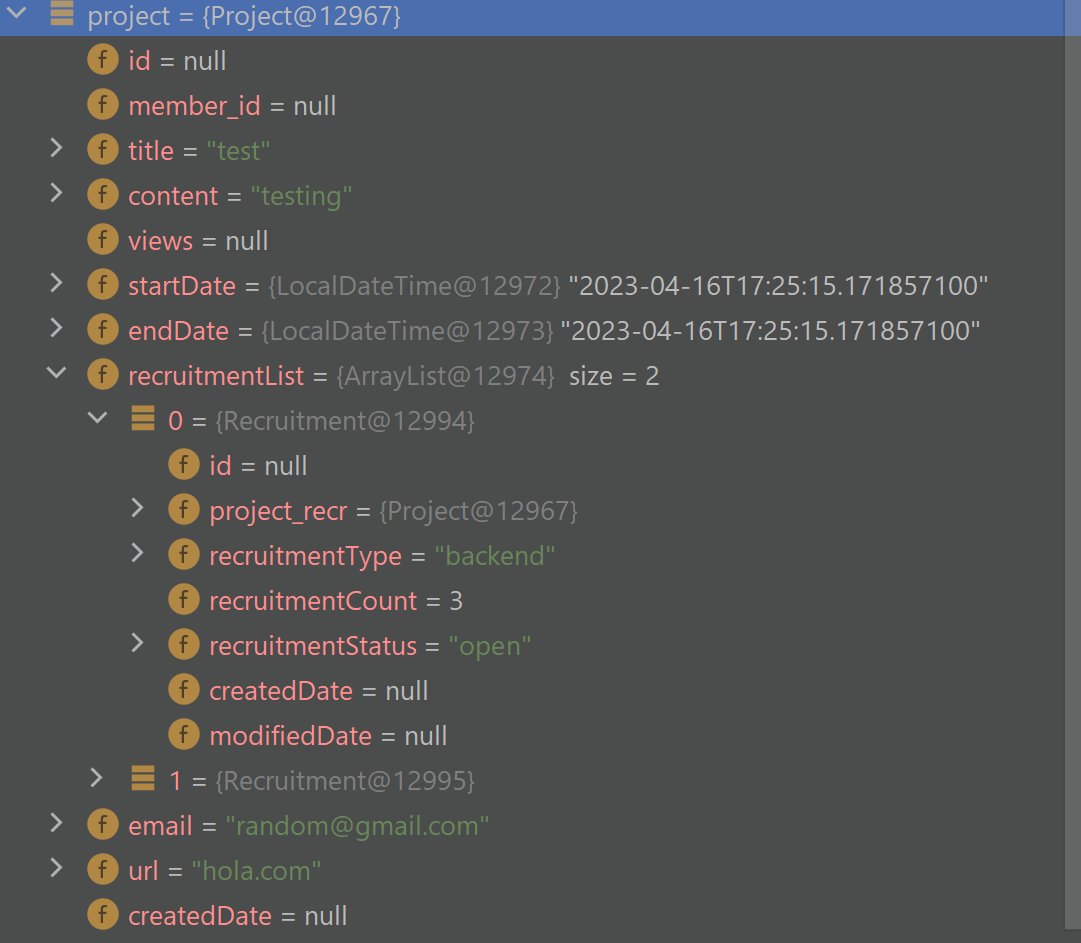 project = {Project@12967}
f id = null
f member_id = null
f title = "test"
f content = "testing"
f views = null
f startDate = {LocalDateTime@12972} "2023-04-16T17:25:15.171857100"
f endDate = {LocalDateTime@12973} "2023-04-16T17:25:15.171857100"
f recruitmentList = {ArrayList@12974} size = 2
0 = {Recruitment@12994}
f id = null
f project_recr = {Project@12967}
f recruitmentType = "backend"
f recruitmentCount = 3
f recruitmentStatus = "open"
f createdDate = null
f modifiedDate = null
1 = {Recruitment@12995}
f email = "random@gmail.com"
f url = "hola.com"
f createdDate = null